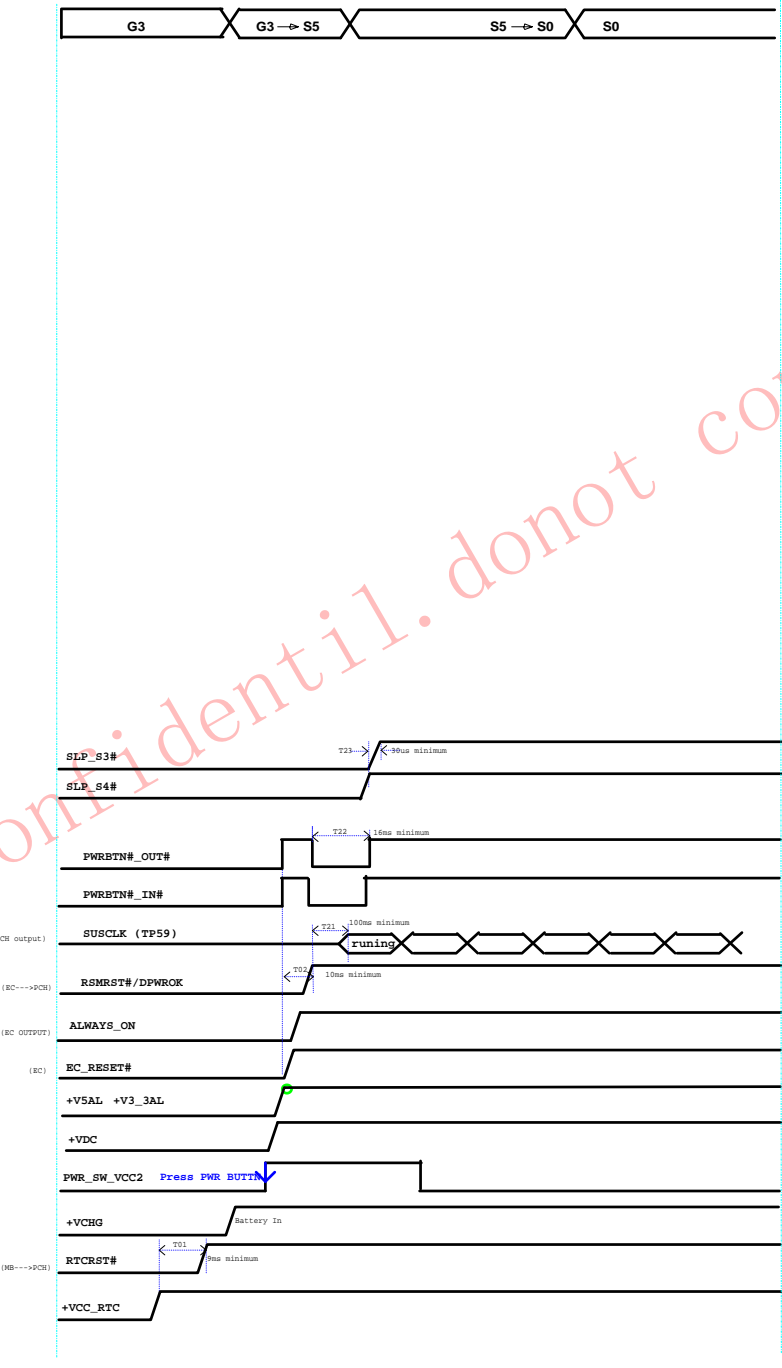 G3 G3 S5 S5 S0 S0
onfidentil.donot co
SLP_S3# T23 30us minimum
SLP_S4#
T22 16ms minimum
PWRBTN#_OUT#
PWRBTN#_IN#
T21 100ms minimum
CH output) SUSCLK (TP59) runing
(EC--->PCH) RSMRST#/DPWROK T02 10ms minimum
(EC OUTPUT) ALWAYS_ON
(EC) EC_RESET#
+V5AL +V3_3AL
+VDC
PWR_SW_VCC2 Press PWR BUTTN
+VCHG Battery In
T01
(MB--->PCH) RTCRST# 9ms minimum
+VCC_RTC